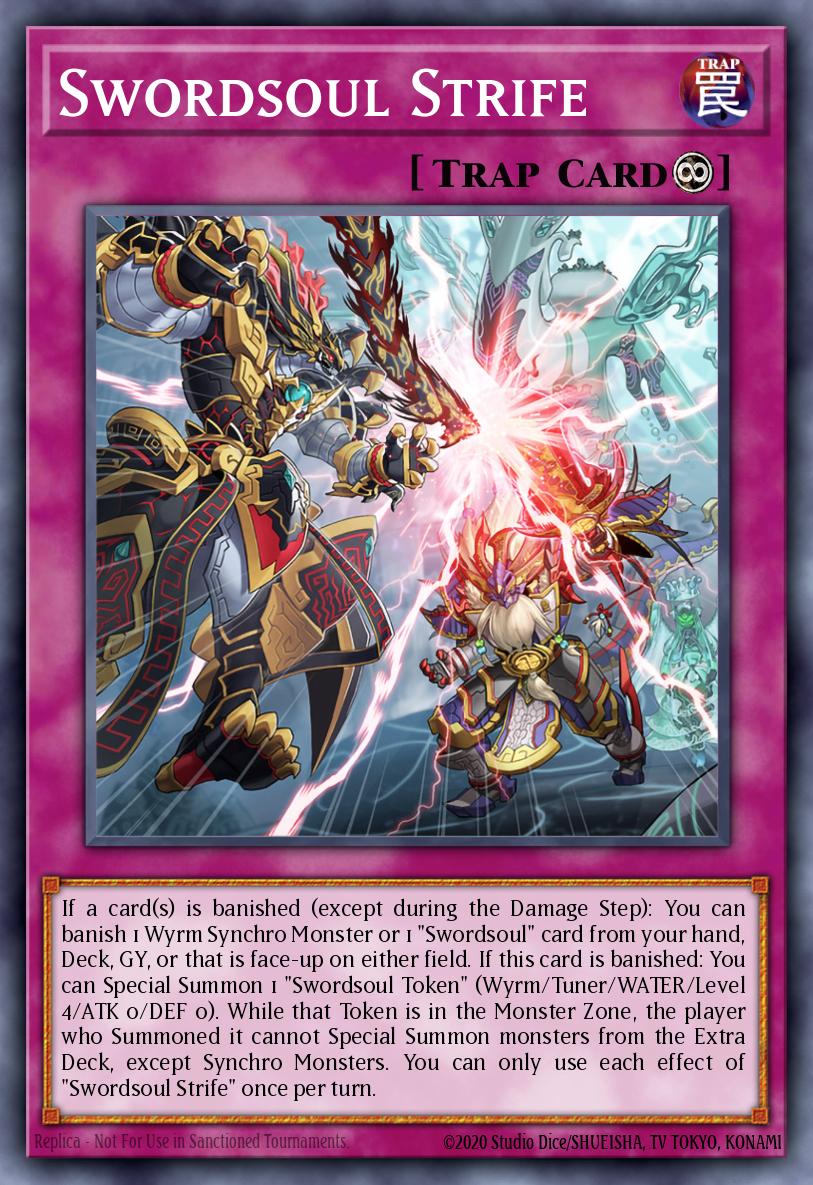 Swordsoul Strife
TRAP
罠
[ Trap Card ]
If a card(s) is banished (except during the Damage Step): You can
banish 1 Wyrm Synchro Monster or 1 "Swordsoul" card from your hand,
Deck, GY, or that is face-up on either field. If this card is banished: You
can Special Summon 1 "Swordsoul Token" (Wyrm/Tuner/WATER/Level
4/ATK 0/DEF 0). While that Token is in the Monster Zone, the player
who Summoned it cannot Special Summon monsters from the Extra
Deck, except Synchro Monsters. You can only use each effect of
"Swordsoul Strife" once per turn.
Replica - Not For Use in Sanctioned Tournaments.
©2020 Studio Dice/SHUEISHA, TV TOKYO, KONAMI